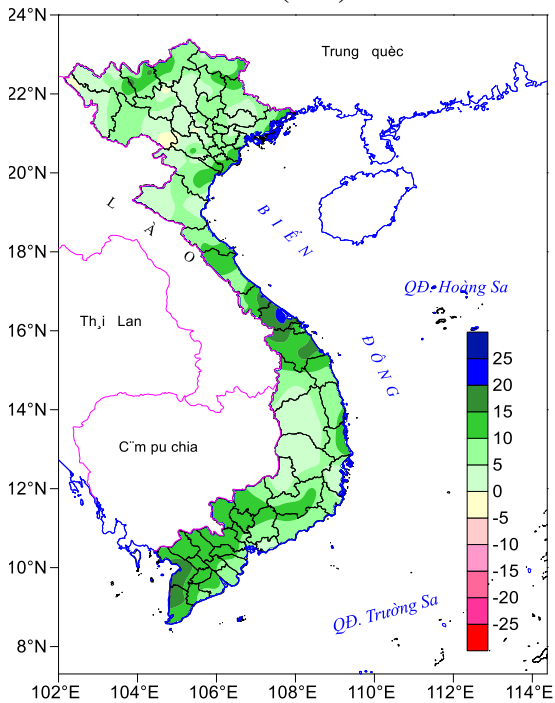 24°N
Trung quèc
22°N
20°N
L À O
BIỂN
18°N
QĐ. Hoàng Sa
Th¸i Lan
16°N
ĐÔNG
25
20
15
14°N
10
C¨m pu chia
5
0
12°N
-5
-10
10°N
-15
-20
QĐ. Trường Sa
-25
8°N
102°E 104°E 106°E 108°E 110°E 112°E 114°E